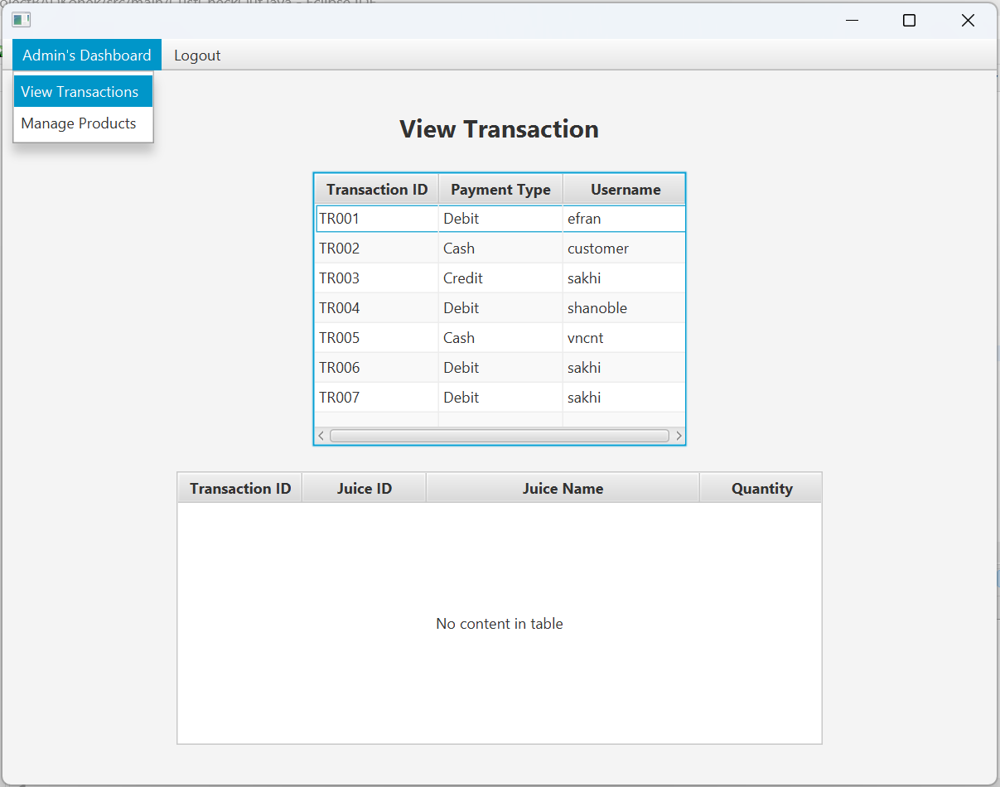 Admin's Dashboard Logout
View Transactions
Manage Products
View Transaction
Transaction ID Payment Type Username
TR001 Debit efran
TR002 Cash customer
TR003 Credit sakhi
TR004 Debit shanoble
TR005 Cash vncnt
TR006 Debit sakhi
TR007 Debit sakhi
Transaction ID Juice ID Juice Name Quantity
No content in table